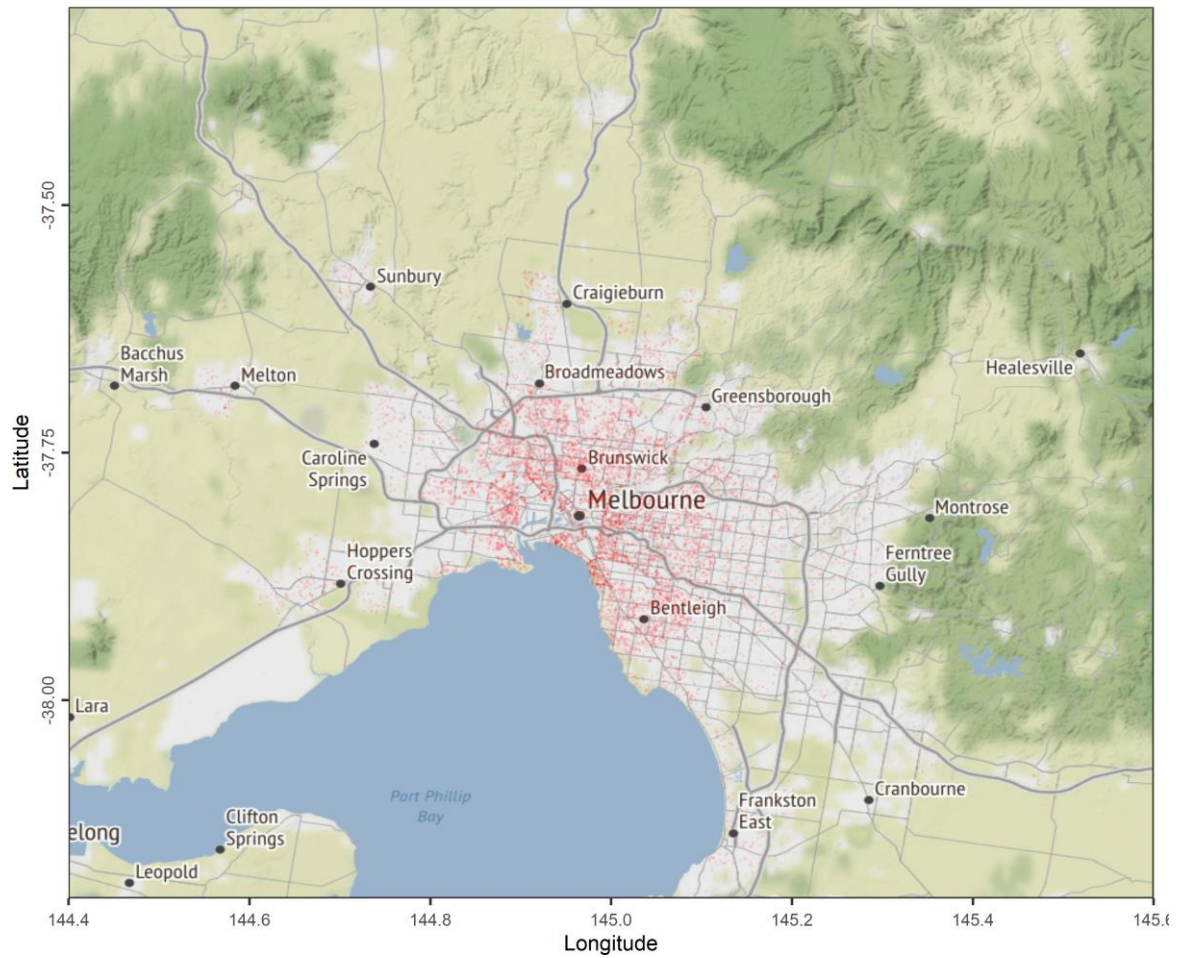 -37.50
Sunbury
Craigieburn
Bacchus
Marsh
Melton
Broadmeadows
Healesville
Greensborough
Latitude
-37.75
Caroline
Springs
Brunswick
Melbourne
Montrose
Hoppers
Crossing
Ferntree
Gully
Bentleigh
-38.00
Lara
Port Phillip
Bay
Frankston
East
Cranbourne
Clifton
Springs
elong
Leopold
144.4
144.6
144.8
145.0
145.2
145.4
145.6
Longitude